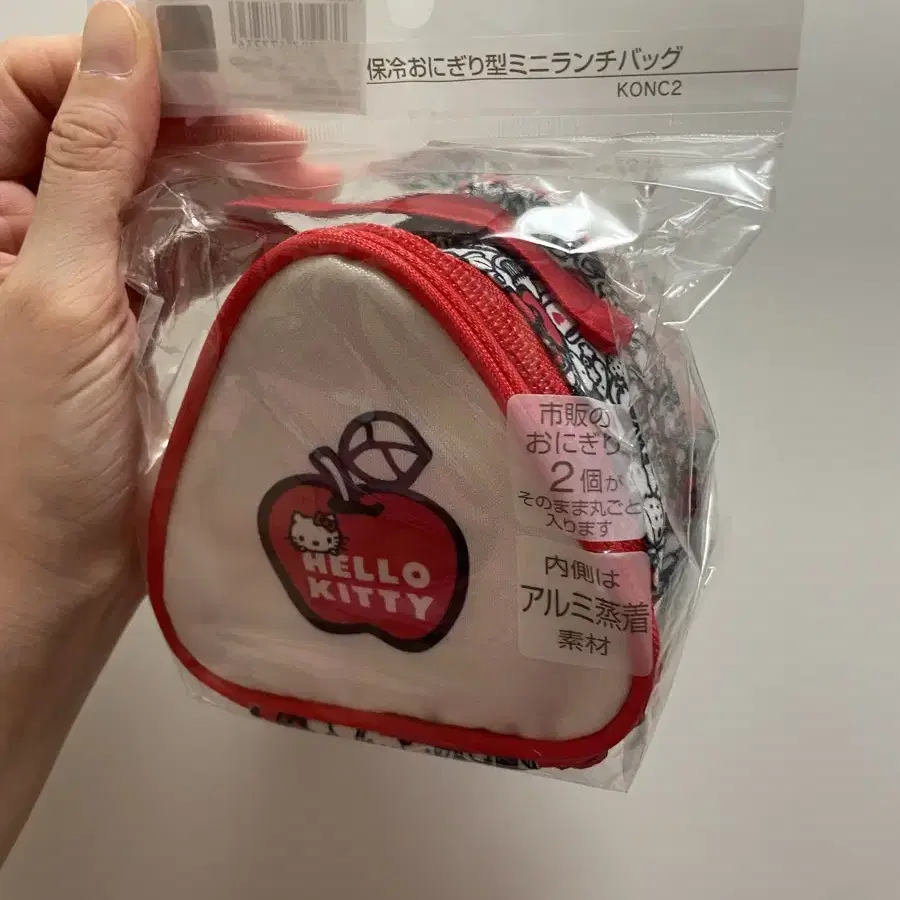 保冷おにぎり型ミニランチバッグ
KONC2
市販の
おにぎり
2個が
そのまま丸ごと
入ります
内側は
アルミ蒸着
素材
HELLO
KITTY